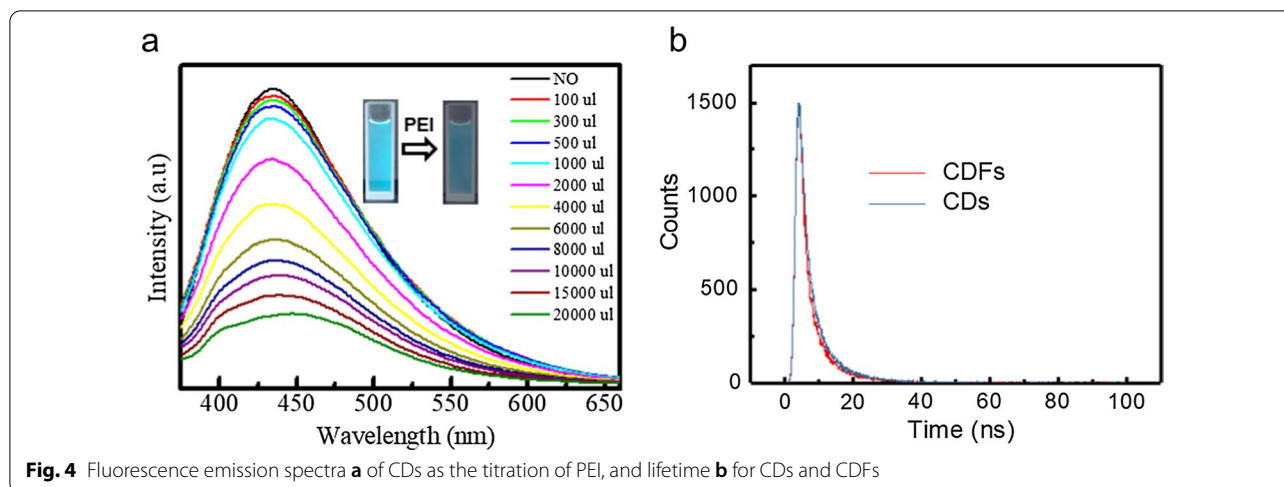 a
Intensity (a.u)
NO
100 ul
300 ul
500 ul
1000 ul
2000 ul
4000 ul
6000 ul
8000 ul
10000 ul
15000 ul
20000 ul
PEI
400 450 500 550 600 650
Wavelength (nm)
b
Counts
1500
1000
500
0
CDFs
CDs
0 20 40 60 80 100
Time (ns)
Fig. 4 Fluorescence emission spectra a of CDs as the titration of PEI, and lifetime b for CDs and CDFs